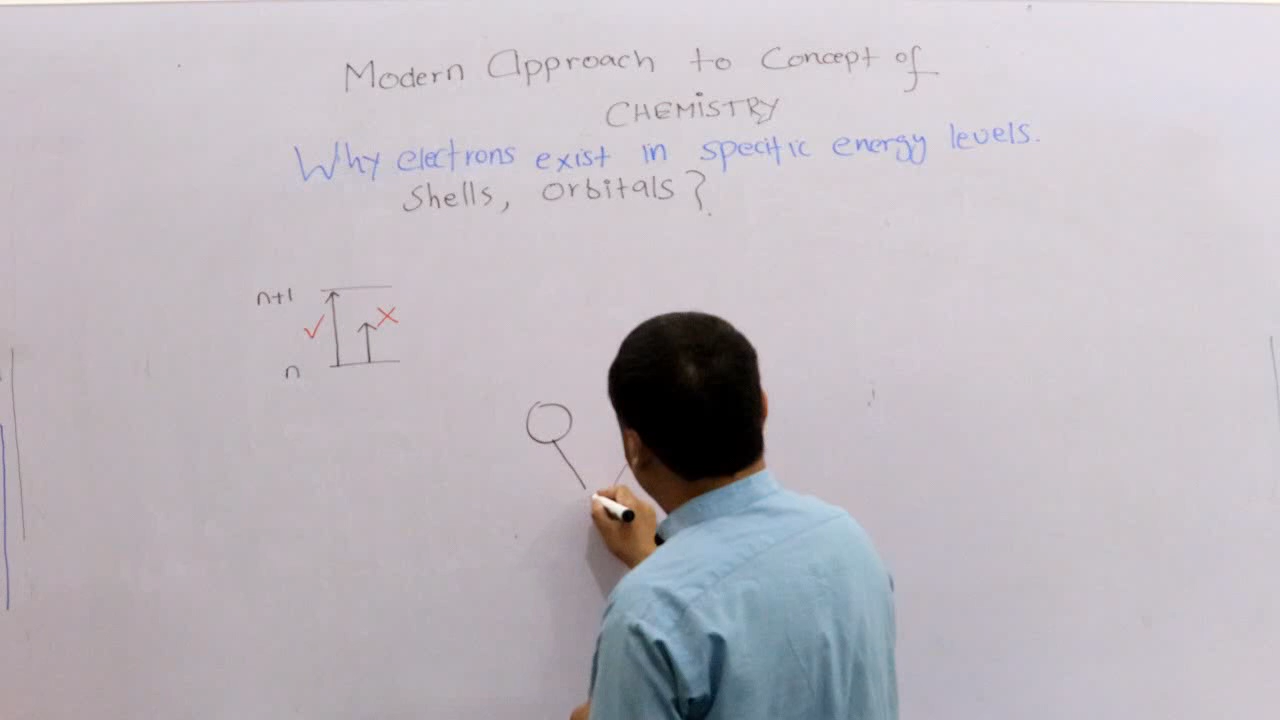 Modern Approach to Concept of
CHEMISTRY
Why electrons exist in specific energy levels.
Shells, Orbitals?
n+1
n